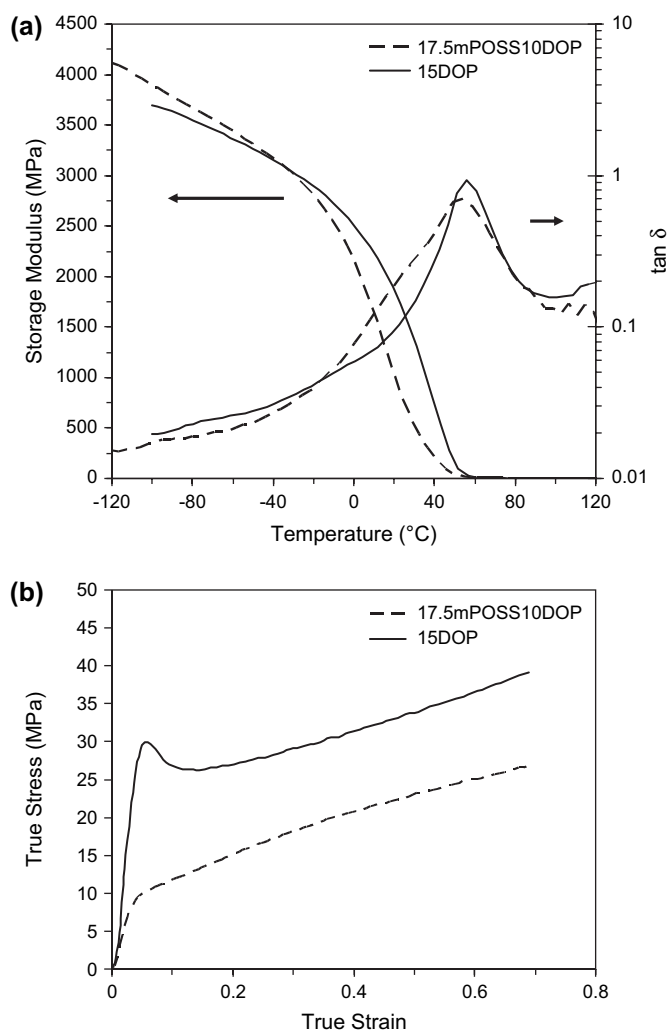 (a)
4500
4000
3500
3000
2500
2000
1500
1000
500
0
Storage Modulus (MPa)
17.5mPOSS10DOP
15DOP
10
1
0.1
0.01
tan δ
-120 -80 -40 0 40 80 120
Temperature (°C)
(b)
50
45
40
35
30
25
20
15
10
5
0
True Stress (MPa)
17.5mPOSS10DOP
15DOP
0 0.2 0.4 0.6 0.8
True Strain